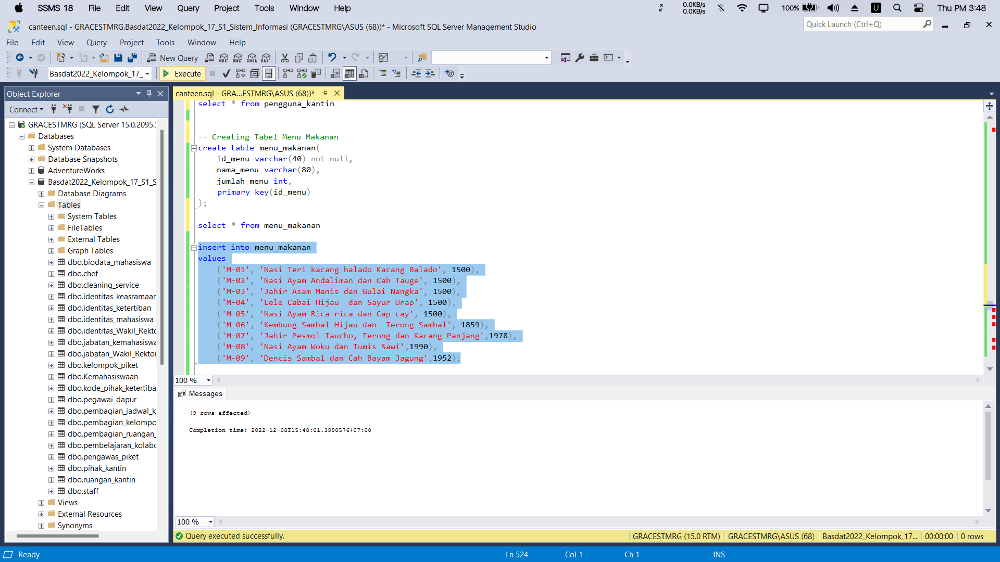 SSMS 18 File Edit View Query Project Tools Window Help 0.0KB/s 0.0KB/s 100% U Thu PM 3:48
canteen.sql - GRACESTMRG.Basdat2022_Kelompok_17_S1_Sistem_Informasi (GRACESTMRG\ASUS (68))* - Microsoft SQL Server Management Studio
Quick Launch (Ctrl+Q)
File Edit View Query Project Tools Window Help
New Query MDX DMX XMLA DAX
Basdat2022_Kelompok_17_ Execute
Object Explorer
Connect
GRACESTMRG (SQL Server 15.0.2095.3
Databases
System Databases
Database Snapshots
AdventureWorks
Basdat2022_Kelompok_17_S1_S
Database Diagrams
Tables
System Tables
FileTables
External Tables
Graph Tables
dbo.biodata_mahasiswa
dbo.chef
dbo.cleaning_service
dbo.identitas_keasramaan
dbo.identitas_ketertiban
dbo.identitas_mahasiswa
dbo.identitas_Wakil_Rekto
dbo.jabatan_kemahasiswa
dbo.jabatan_Wakil_Rektor
dbo.kelompok_piket
dbo.Kemahasiswaan
dbo.kode_pihak_ketertiba
dbo.pegawai_dapur
dbo.pembagian_jadwal_k
dbo.pembagian_kelompo
dbo.pembagian_ruangan_
dbo.pembelajaran_kolabo
dbo.pengawas_piket
dbo.pihak_kantin
dbo.ruangan_kantin
dbo.staff
Views
External Resources
Synonyms
canteen.sql - GRA...ESTMRG\ASUS (68))*
select * from pengguna_kantin
-- Creating Tabel Menu Makanan
create table menu_makanan(
id_menu varchar(40) not null,
nama_menu varchar(80),
jumlah_menu int,
primary key(id_menu)
);
select * from menu_makanan
insert into menu_makanan
values
('M-01', 'Nasi Teri kacang balado Kacang Balado', 1500),
('M-02', 'Nasi Ayam Andaliman dan Cah Tauge', 1500),
('M-03', 'Jahir Asam Manis dan Gulai Nangka', 1500),
('M-04', 'Lele Cabai Hijau  dan Sayur Urap', 1500),
('M-05', 'Nasi Ayam Rica-rica dan Cap-cay', 1500),
('M-06', 'Kembung Sambal Hijau dan  Terong Sambal', 1859),
('M-07', 'Jahir Pesmol Taucho, Terong dan Kacang Panjang',1978),
('M-08', 'Nasi Ayam Woku dan Tumis Sawi',1990),
('M-09', 'Dencis Sambal dan Cah Bayam Jagung',1952);
100 %
Messages
(9 rows affected)
Completion time: 2022-12-08T15:48:01.3990576+07:00
100 %
Query executed successfully. GRACESTMRG (15.0 RTM) GRACESTMRG\ASUS (68) Basdat2022_Kelompok_17... 00:00:00 0 rows
Ready Ln 524 Col 1 Ch 1 INS